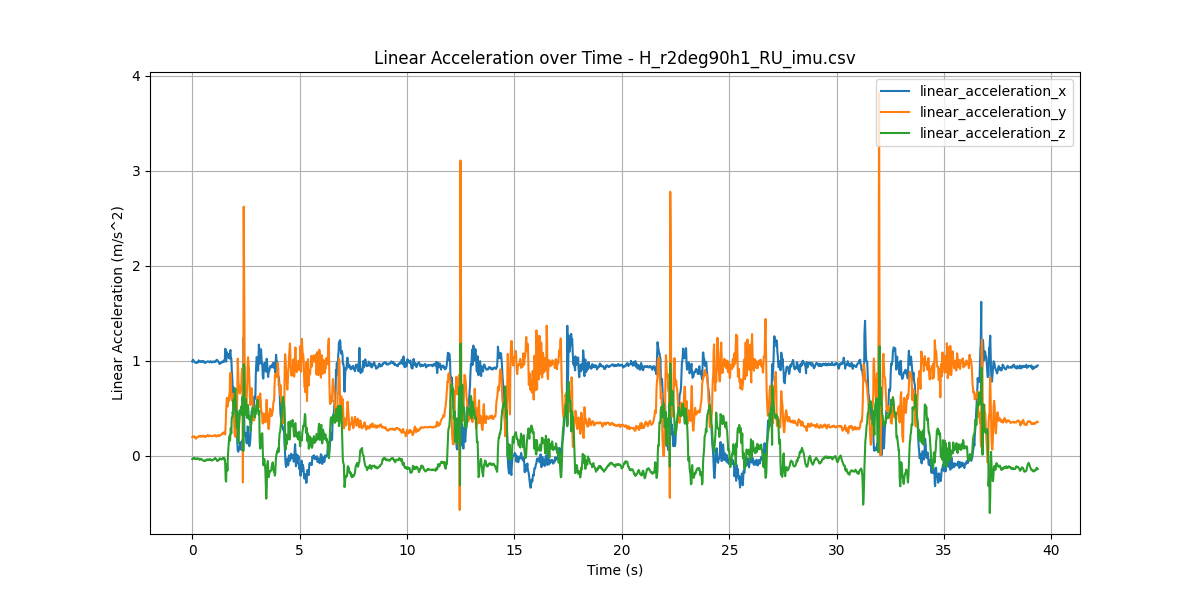 Linear Acceleration over Time - H_r2deg90h1_RU_imu.csv
linear_acceleration_x
linear_acceleration_y
linear_acceleration_z
Linear Acceleration (m/s^2)
4
3
2
1
0
0 5 10 15 20 25 30 35 40
Time (s)